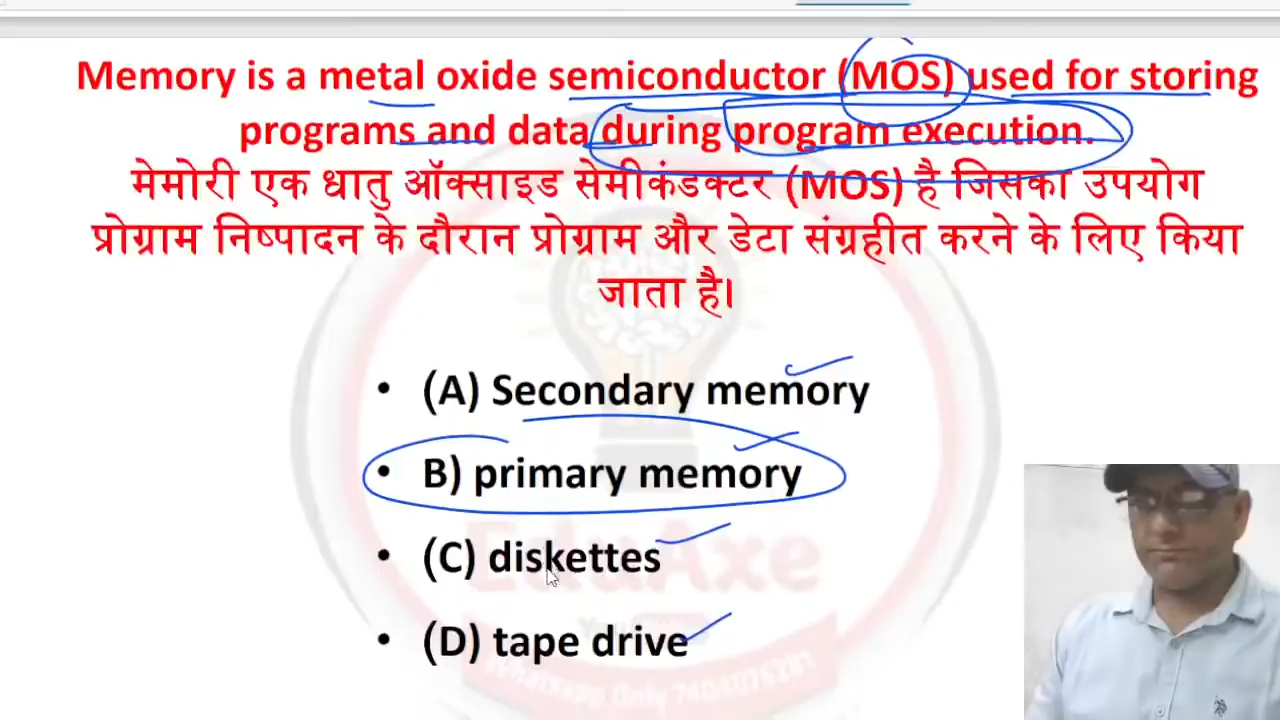 Memory is a metal oxide semiconductor (MOS) used for storing
programs and data during program execution.
मेमोरी एक धातु ऑक्साइड सेमीकंडक्टर (MOS) है जिसका उपयोग
प्रोग्राम निष्पादन के दौरान प्रोग्राम और डेटा संग्रहीत करने के लिए किया
जाता है।
• (A) Secondary memory
• B) primary memory
• (C) diskettes
• (D) tape drive
EduAxe